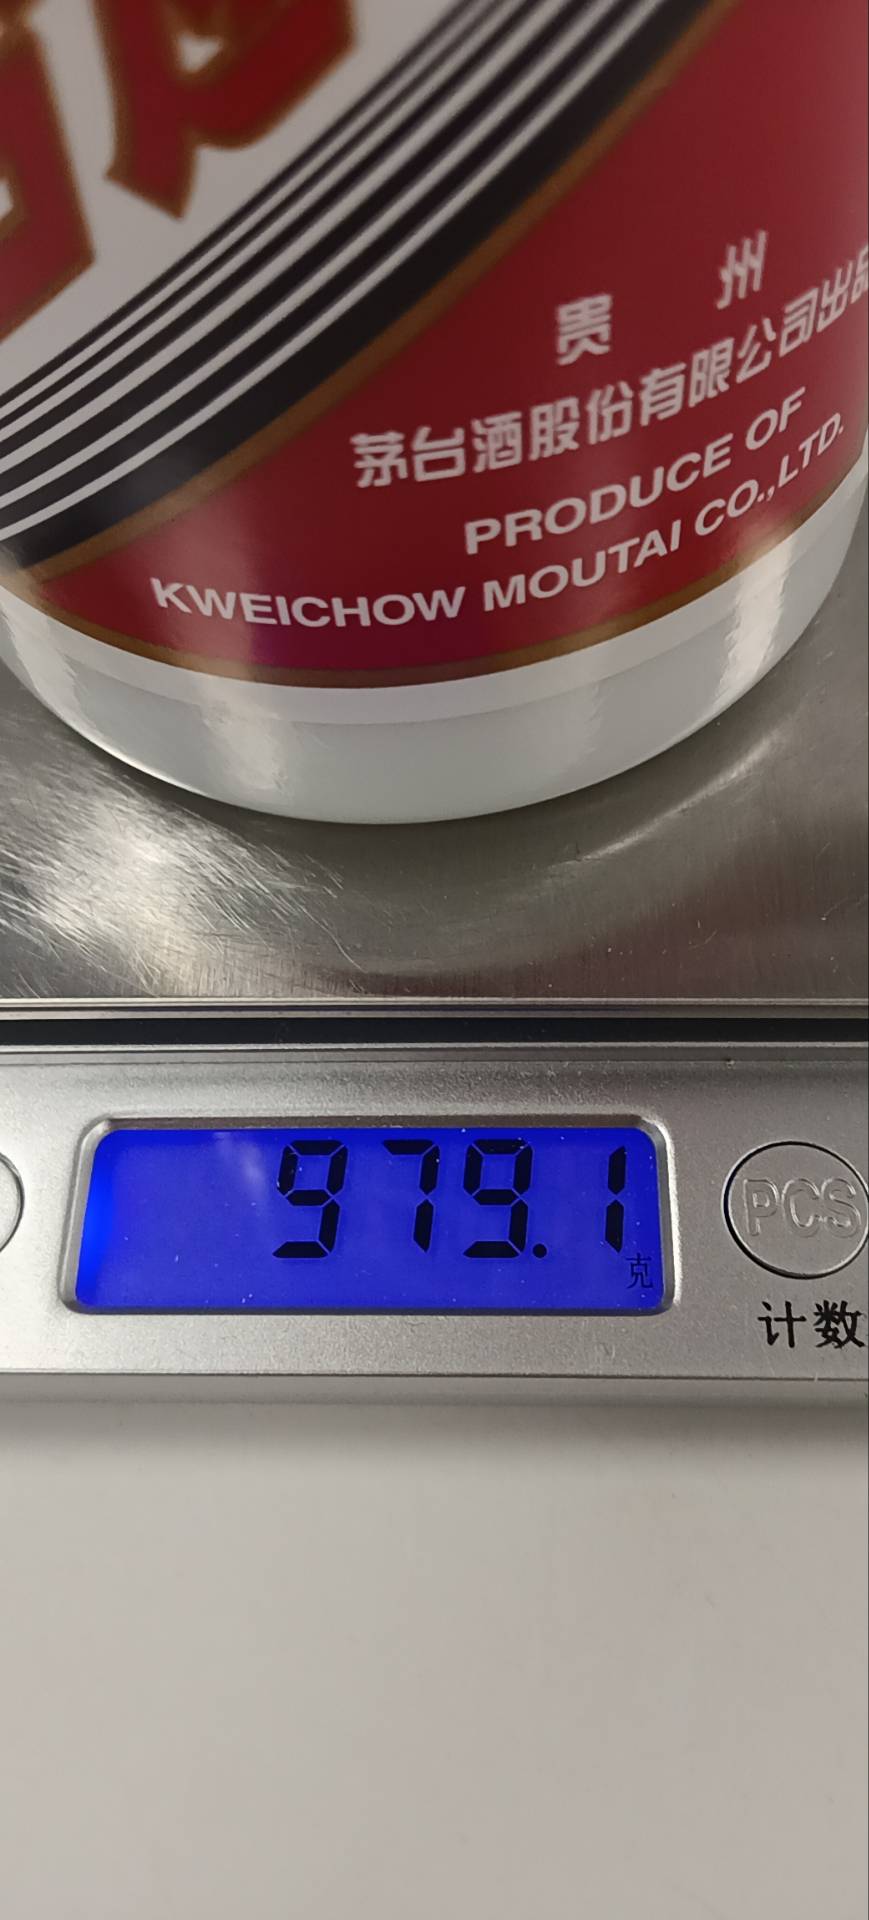 贵 州
茅台酒股份有限公司出品
PRODUCE OF
KWEICHOW MOUTAI CO.,LTD.
979.1
克
PCS
计数